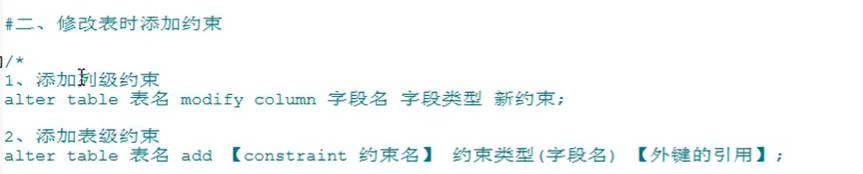 #二、修改表时添加约束
/*
1、添加列级约束
alter table 表名 modify column 字段名 字段类型 新约束;
2、添加表级约束
alter table 表名 add 【constraint 约束名】 约束类型(字段名) 【外键的引用】;